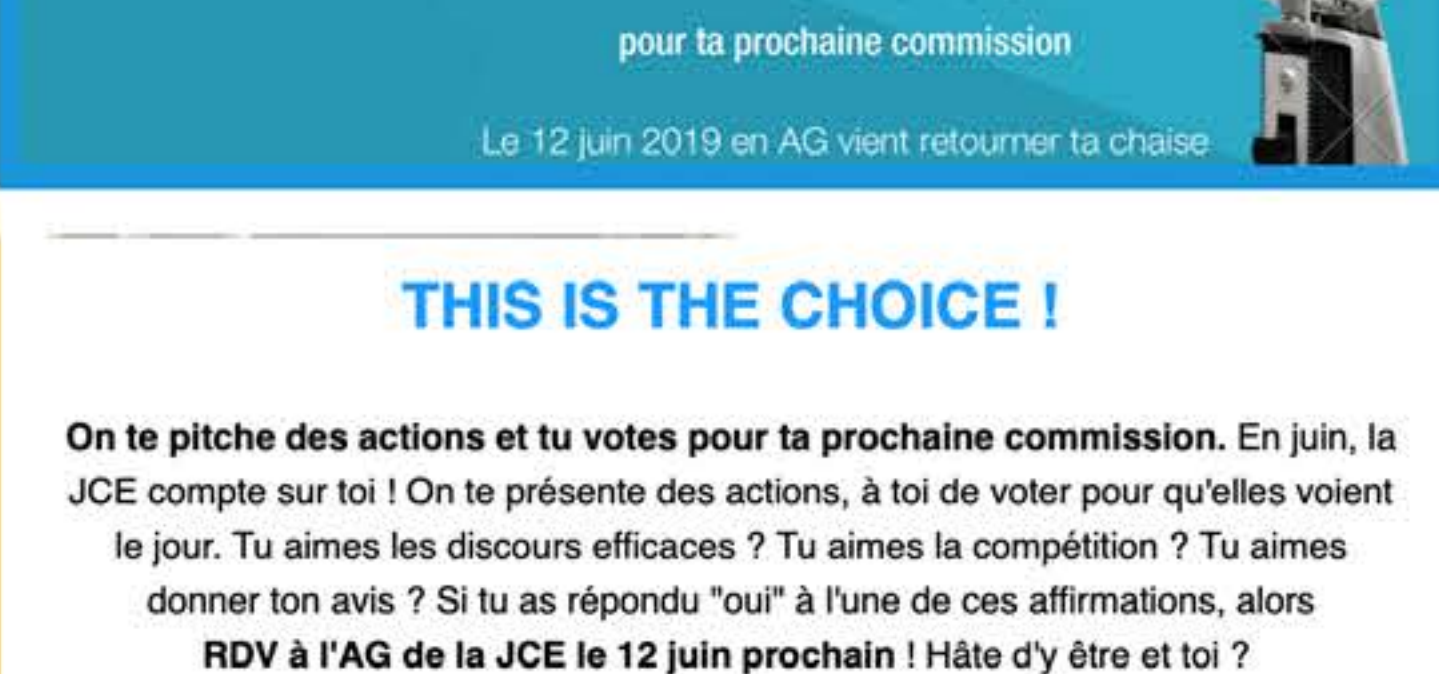 pour ta prochaine commission
Le 12 juin 2019 en AG vient retourner ta chaise
THIS IS THE CHOICE !
On te pitche des actions et tu votes pour ta prochaine commission. En juin, la
JCE compte sur toi ! On te présente des actions, à toi de voter pour qu'elles voient
le jour. Tu aimes les discours efficaces ? Tu aimes la compétition ? Tu aimes
donner ton avis ? Si tu as répondu "oui" à l'une de ces affirmations, alors
RDV à l'AG de la JCE le 12 juin prochain ! Hâte d'y être et toi ?